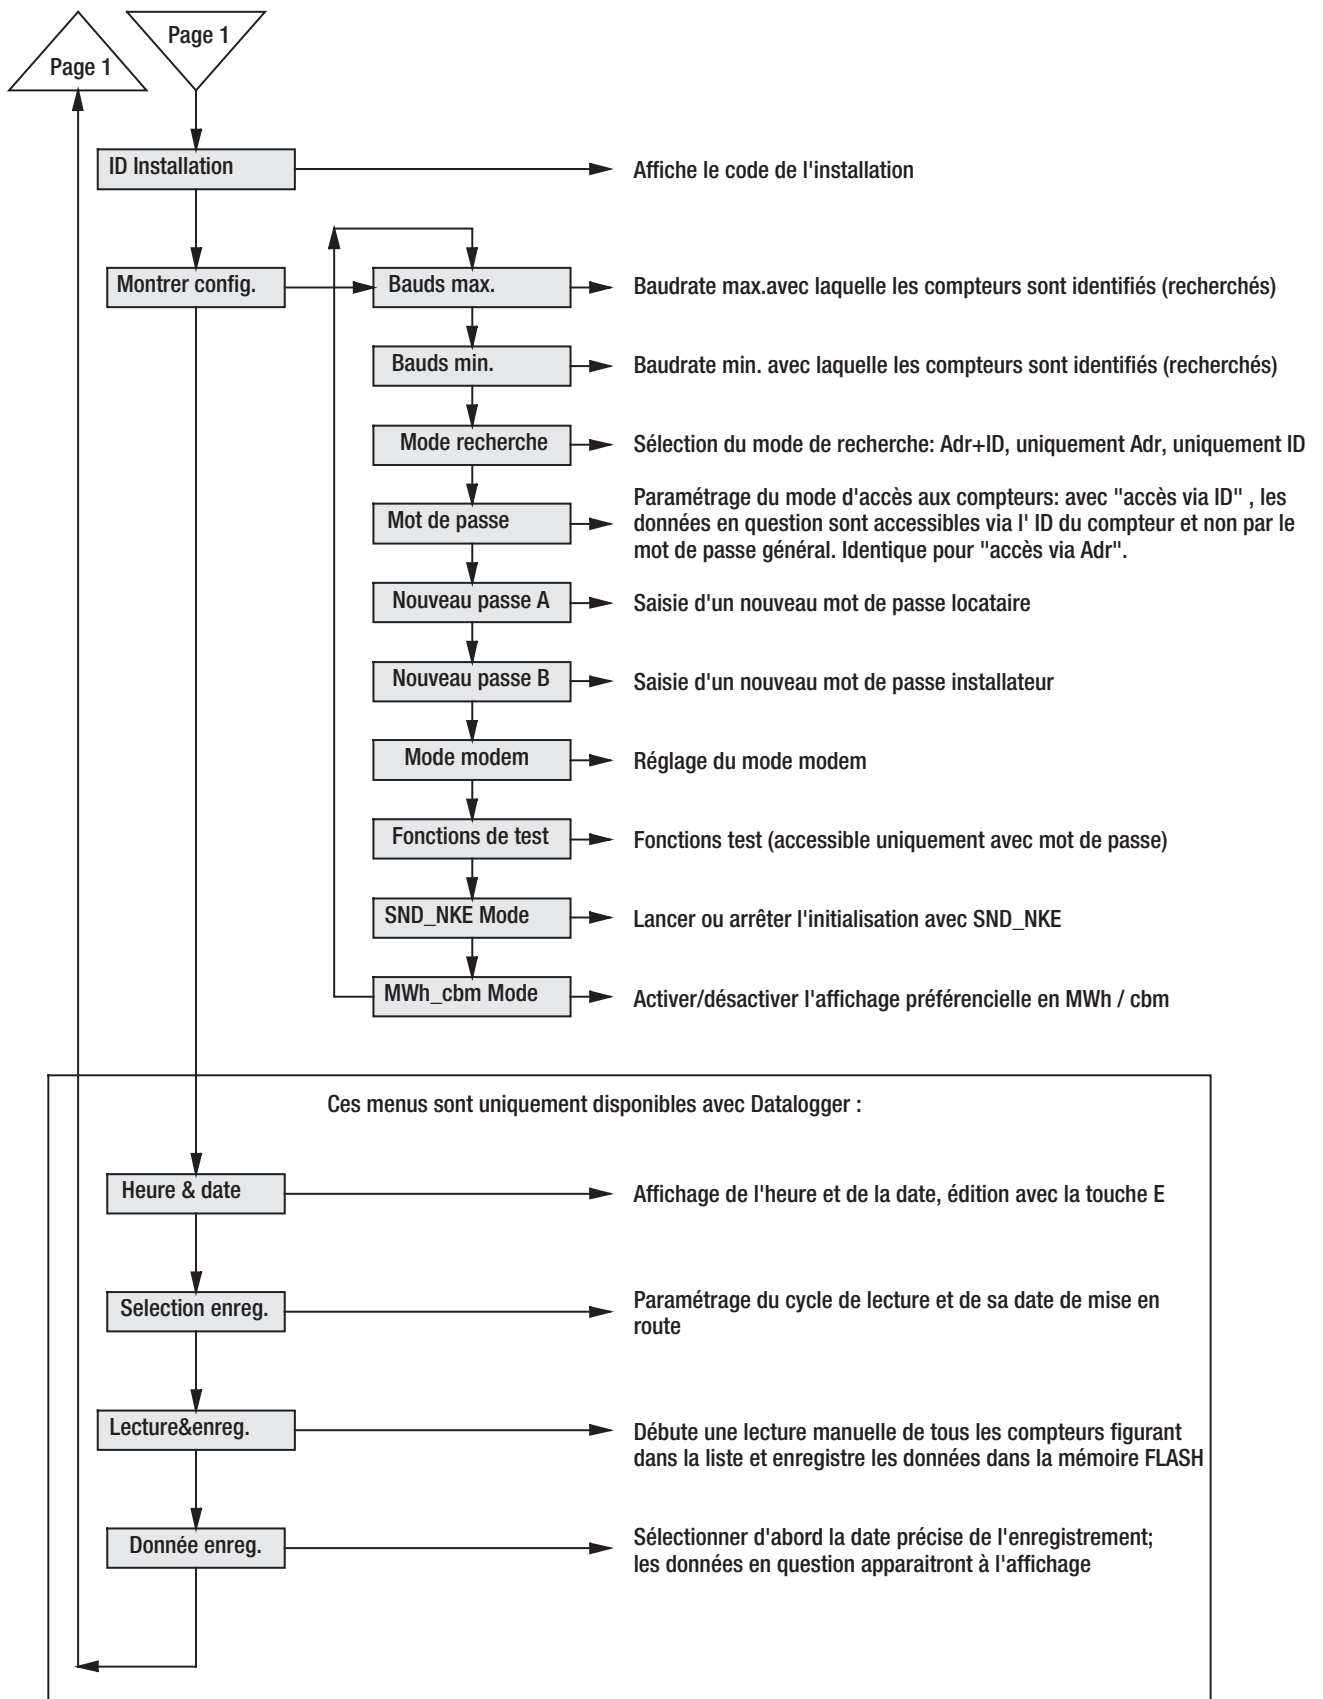 Page 1
Page 1
ID Installation
Affiche le code de l'installation
Montrer config.
Bauds max.
Baudrate max.avec laquelle les compteurs sont identifiés (recherchés)
Bauds min.
Baudrate min. avec laquelle les compteurs sont identifiés (recherchés)
Mode recherche
Sélection du mode de recherche: Adr+ID, uniquement Adr, uniquement ID
Mot de passe
Paramétrage du mode d'accès aux compteurs: avec "accès via ID" , les
données en question sont accessibles via l' ID du compteur et non par le
mot de passe général. Identique pour "accès via Adr".
Nouveau passe A
Saisie d'un nouveau mot de passe locataire
Nouveau passe B
Saisie d'un nouveau mot de passe installateur
Mode modem
Réglage du mode modem
Fonctions de test
Fonctions test (accessible uniquement avec mot de passe)
SND_NKE Mode
Lancer ou arrêter l'initialisation avec SND_NKE
MWh_cbm Mode
Activer/désactiver l'affichage préférencielle en MWh / cbm
Ces menus sont uniquement disponibles avec Datalogger :
Heure & date
Affichage de l'heure et de la date, édition avec la touche E
Selection enreg.
Paramétrage du cycle de lecture et de sa date de mise en
route
Lecture&enreg.
Débute une lecture manuelle de tous les compteurs figurant
dans la liste et enregistre les données dans la mémoire FLASH
Donnée enreg.
Sélectionner d'abord la date précise de l'enregistrement;
les données en question apparaitront à l'affichage